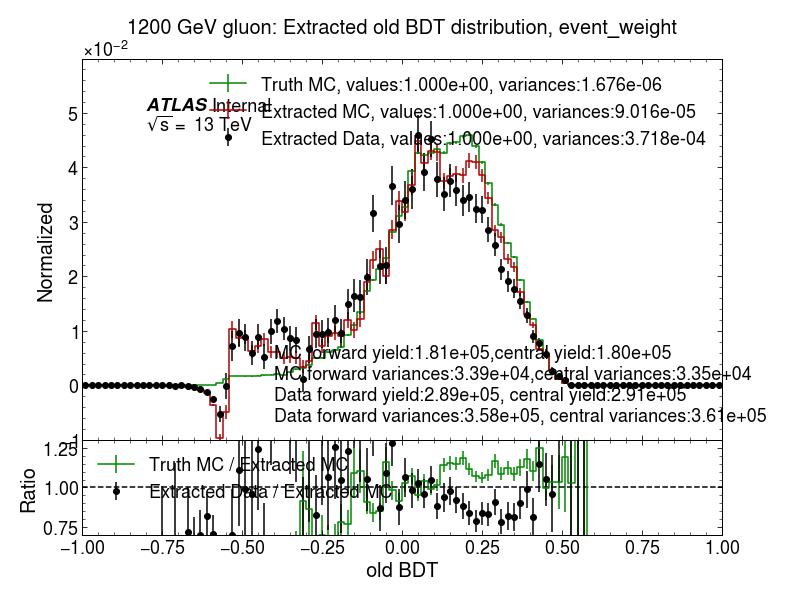 1200 GeV gluon: Extracted old BDT distribution, event_weight
×10⁻²
Truth MC, values:1.000e+00, variances:1.676e-06
ATLAS Internal
Extracted MC, values:1.000e+00, variances:9.016e-05
√s = 13 TeV
Extracted Data, values:1.000e+00, variances:3.718e-04
5
4
3
2
1
0
−1
Normalized
MC forward yield:1.81e+05,central yield:1.80e+05
MC forward variances:3.39e+04,central variances:3.35e+04
Data forward yield:2.89e+05, central yield:2.91e+05
Data forward variances:3.58e+05, central variances:3.61e+05
1.25
1.00
0.75
Ratio
Truth MC / Extracted MC
Extracted Data / Extracted MC
−1.00 −0.75 −0.50 −0.25 0.00 0.25 0.50 0.75 1.00
old BDT